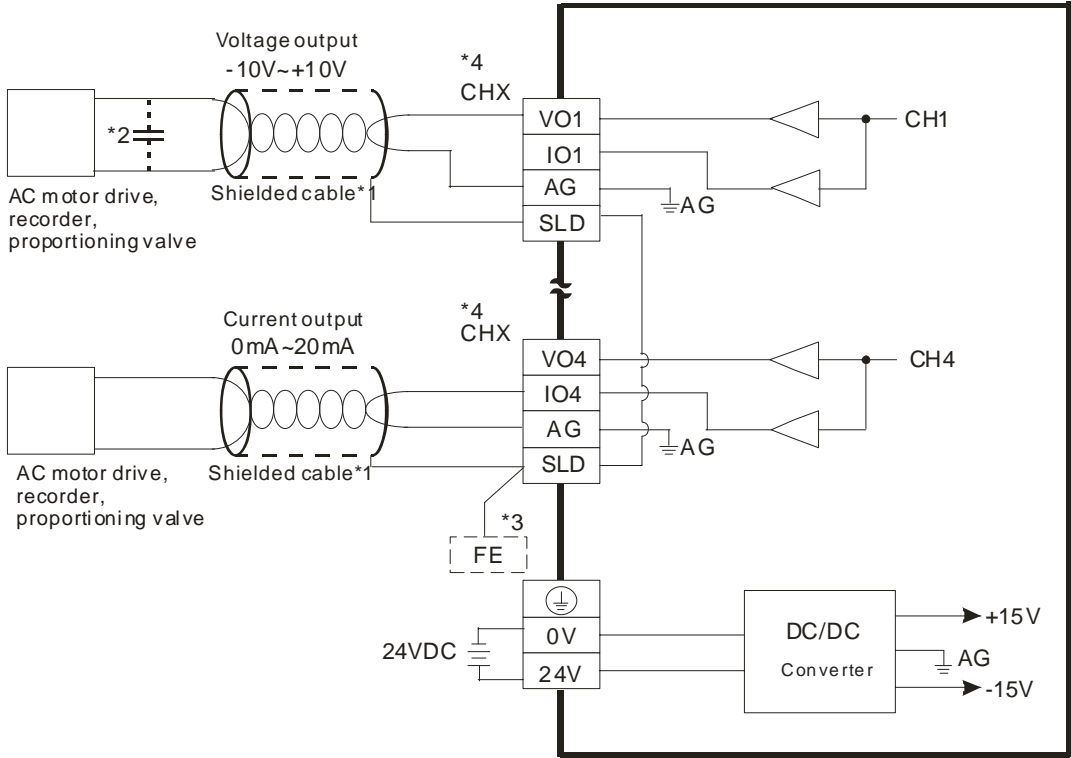 Voltage output
-10V~+10V
*4
CHX
*2
Shielded cable*1
AC motor drive,
recorder,
proportioning valve
VO1
IO1
AG
SLD
AG
CH1
Current output
0mA~20mA
*4
CHX
Shielded cable*1
AC motor drive,
recorder,
proportioning valve
VO4
IO4
AG
SLD
AG
CH4
*3
FE
24VDC
0V
24V
DC/DC
Converter
+15V
AG
-15V